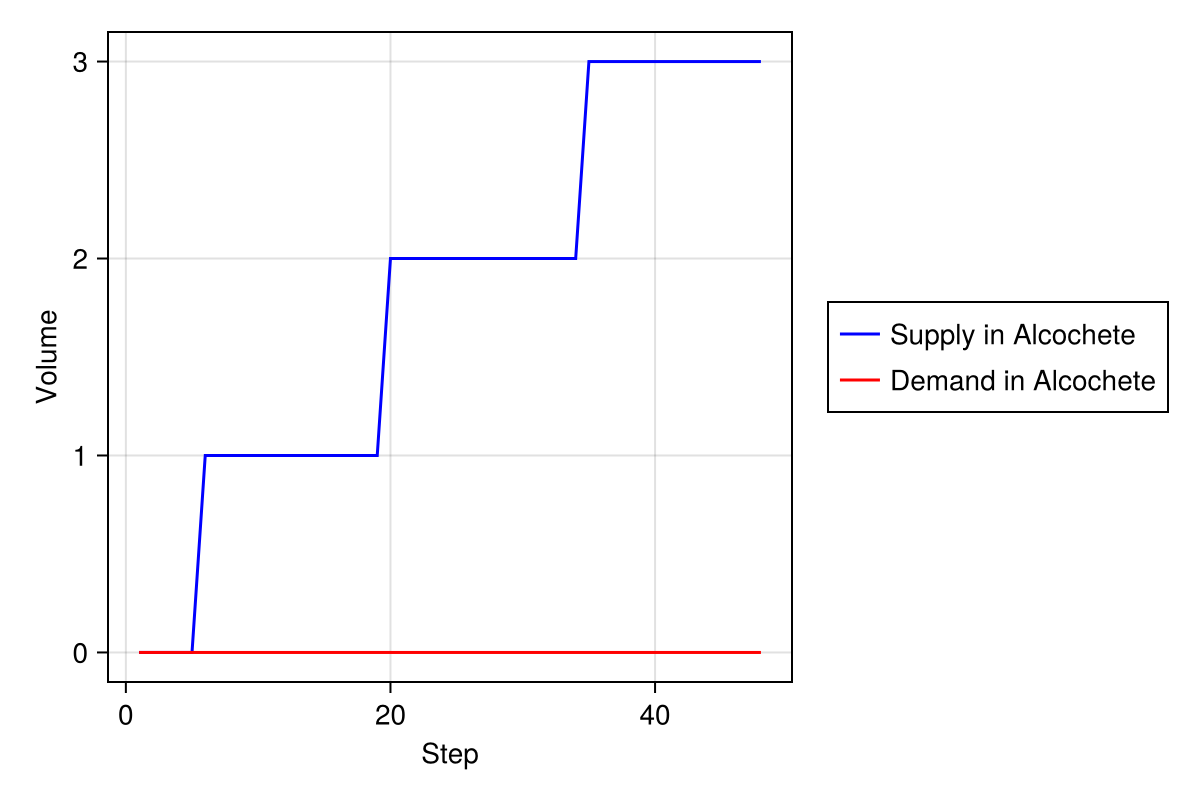 3
2
1
0
Volume
0 20 40
Step
Supply in Alcochete
Demand in Alcochete